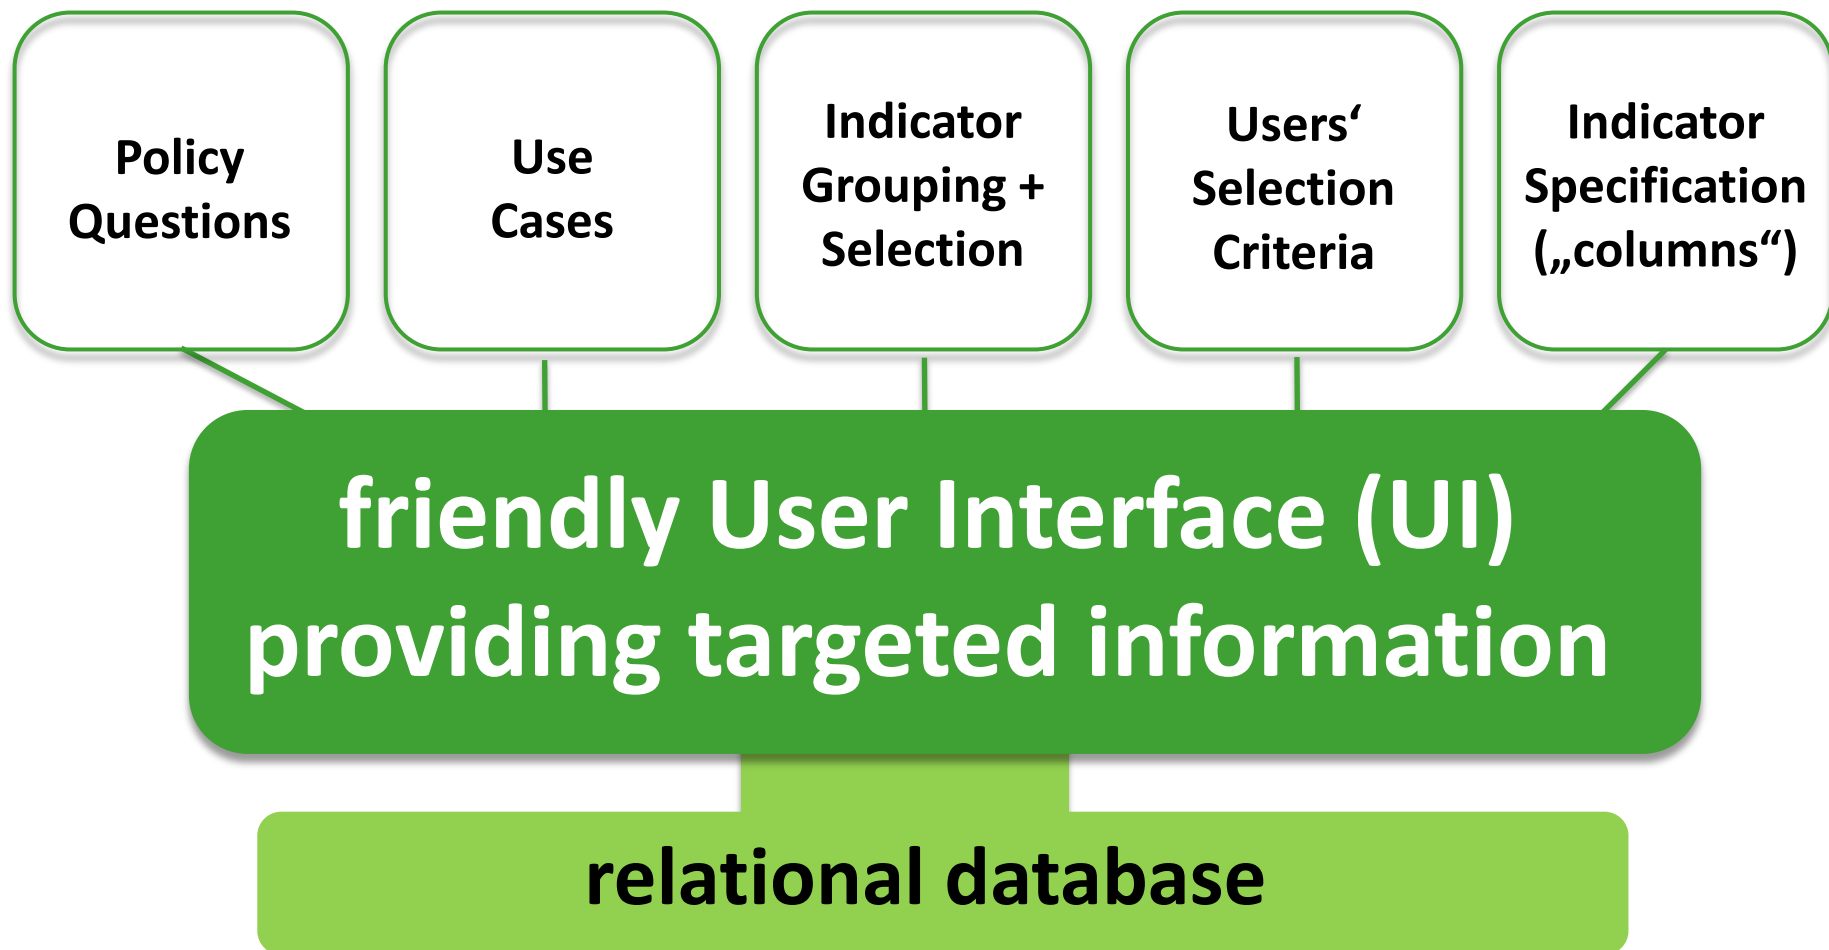 Policy
Questions
Use
Cases
Indicator
Grouping +
Selection
Users‘
Selection
Criteria
Indicator
Specification
(„columns“)
friendly User Interface (UI)
providing targeted information
relational database